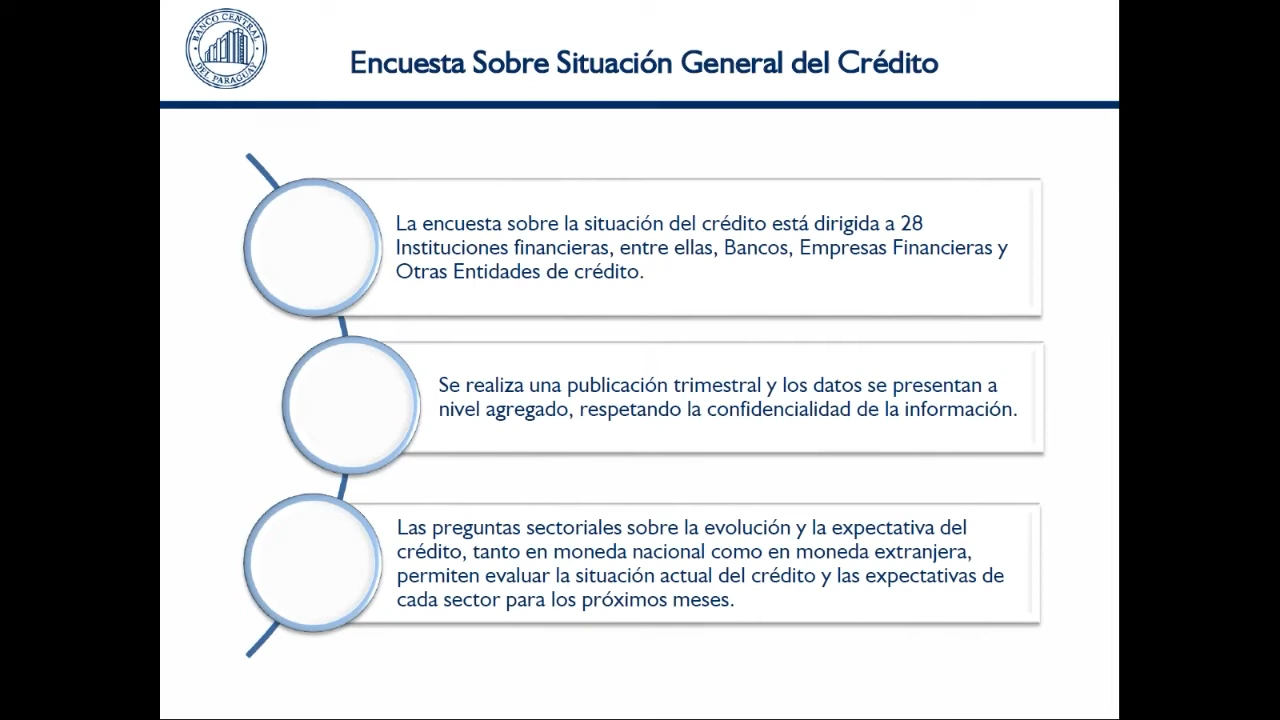 BANCO CENTRAL
DEL PARAGUAY
Encuesta Sobre Situación General del Crédito
La encuesta sobre la situación del crédito está dirigida a 28
Instituciones financieras, entre ellas, Bancos, Empresas Financieras y
Otras Entidades de crédito.
Se realiza una publicación trimestral y los datos se presentan a
nivel agregado, respetando la confidencialidad de la información.
Las preguntas sectoriales sobre la evolución y la expectativa del
crédito, tanto en moneda nacional como en moneda extranjera,
permiten evaluar la situación actual del crédito y las expectativas de
cada sector para los próximos meses.